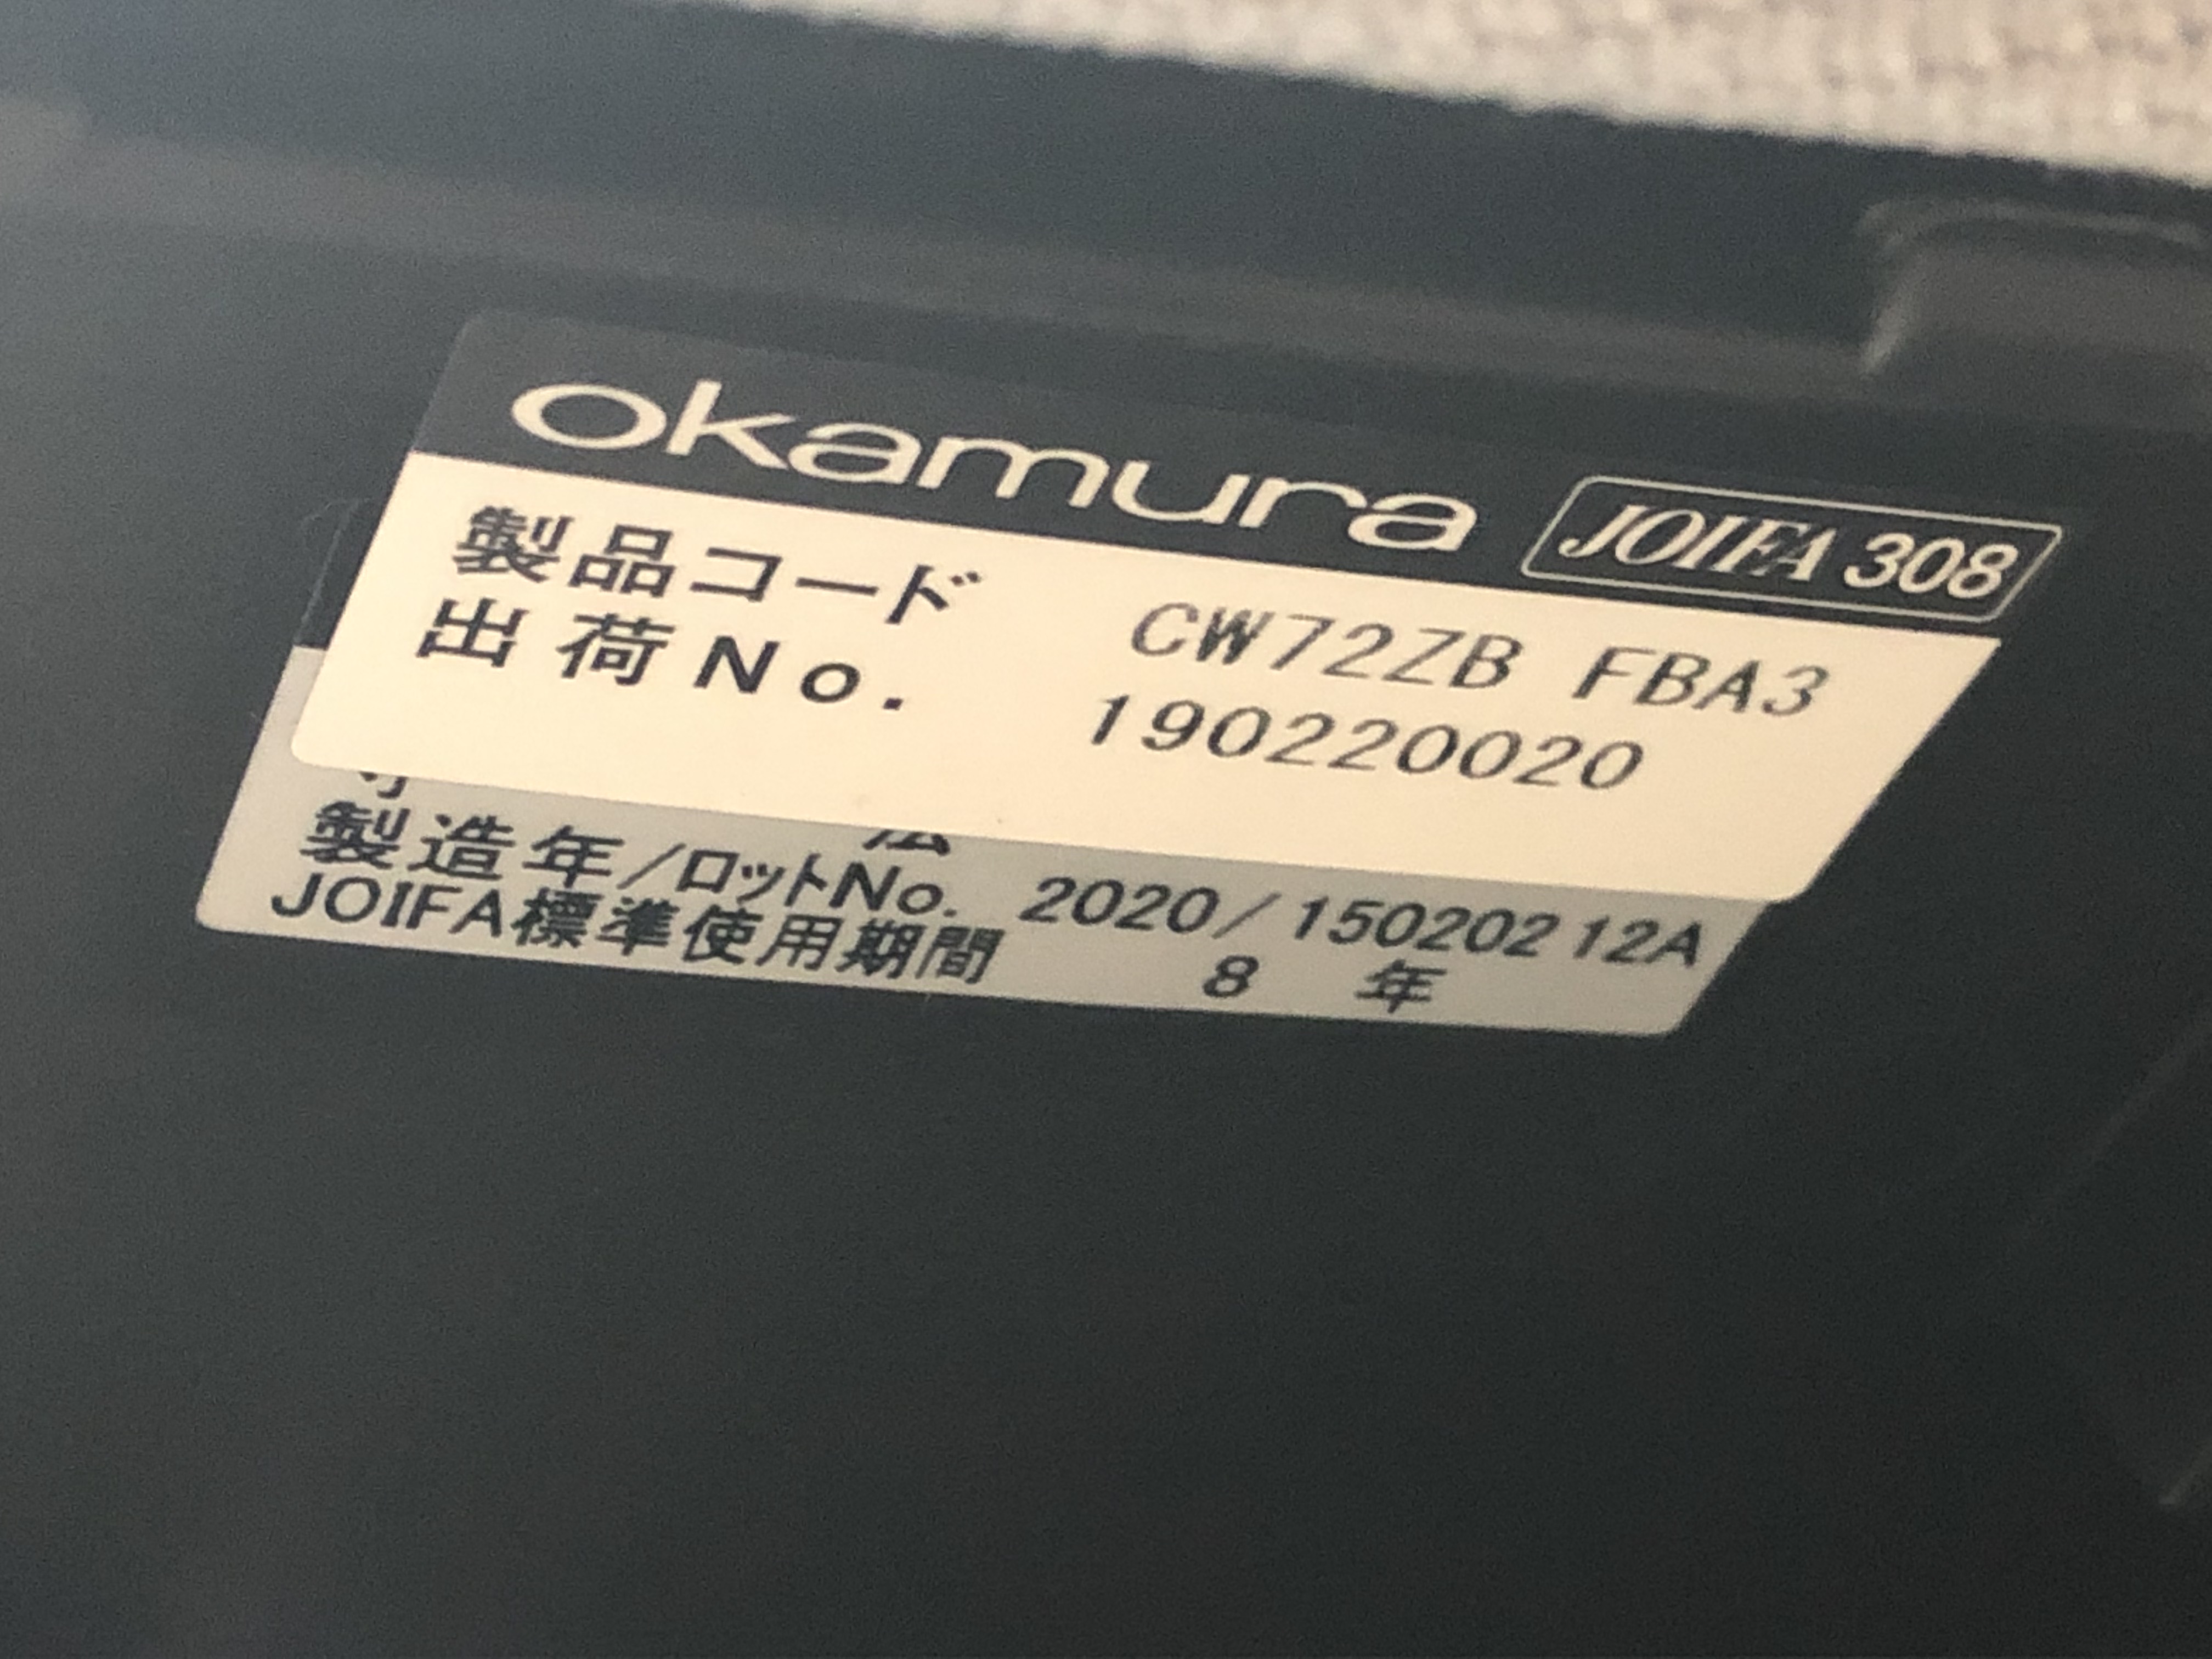 okamura JOIFA 308
製品コード CW72ZB FBA3
出荷No. 190220020
寸 法
製造年/ロットNo. 2020/15020212A
JOIFA標準使用期間 8 年